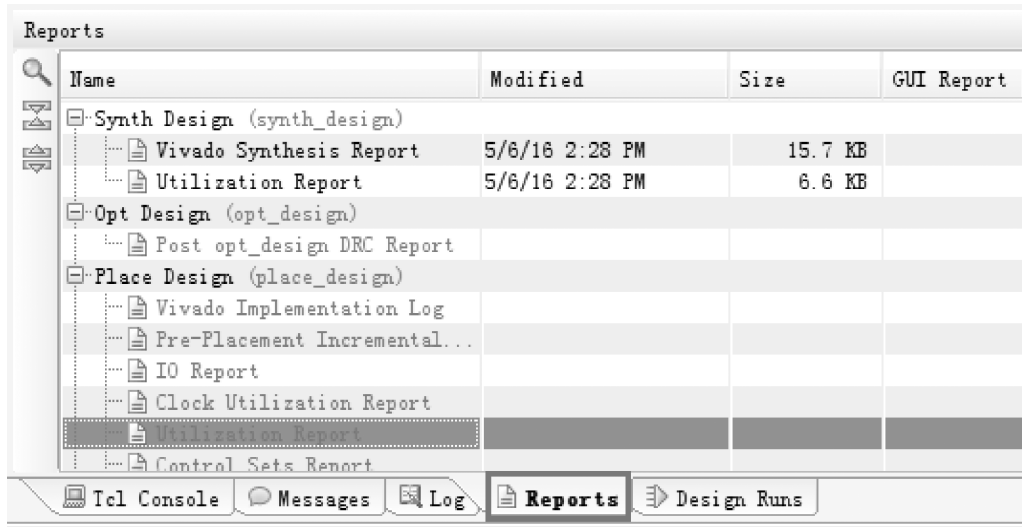 Reports
Name Modified Size GUI Report
Synth Design (synth_design)
Vivado Synthesis Report 5/6/16 2:28 PM 15.7 KB
Utilization Report 5/6/16 2:28 PM 6.6 KB
Opt Design (opt_design)
Post opt_design DRC Report
Place Design (place_design)
Vivado Implementation Log
Pre-Placement Incremental...
IO Report
Clock Utilization Report
Utilization Report
Control Sets Report
Tcl Console Messages Log Reports Design Runs